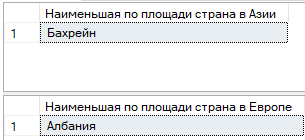 Наименьшая по площади страна в Азии
1 Бахрейн
Наименьшая по площади страна в Европе
1 Албания